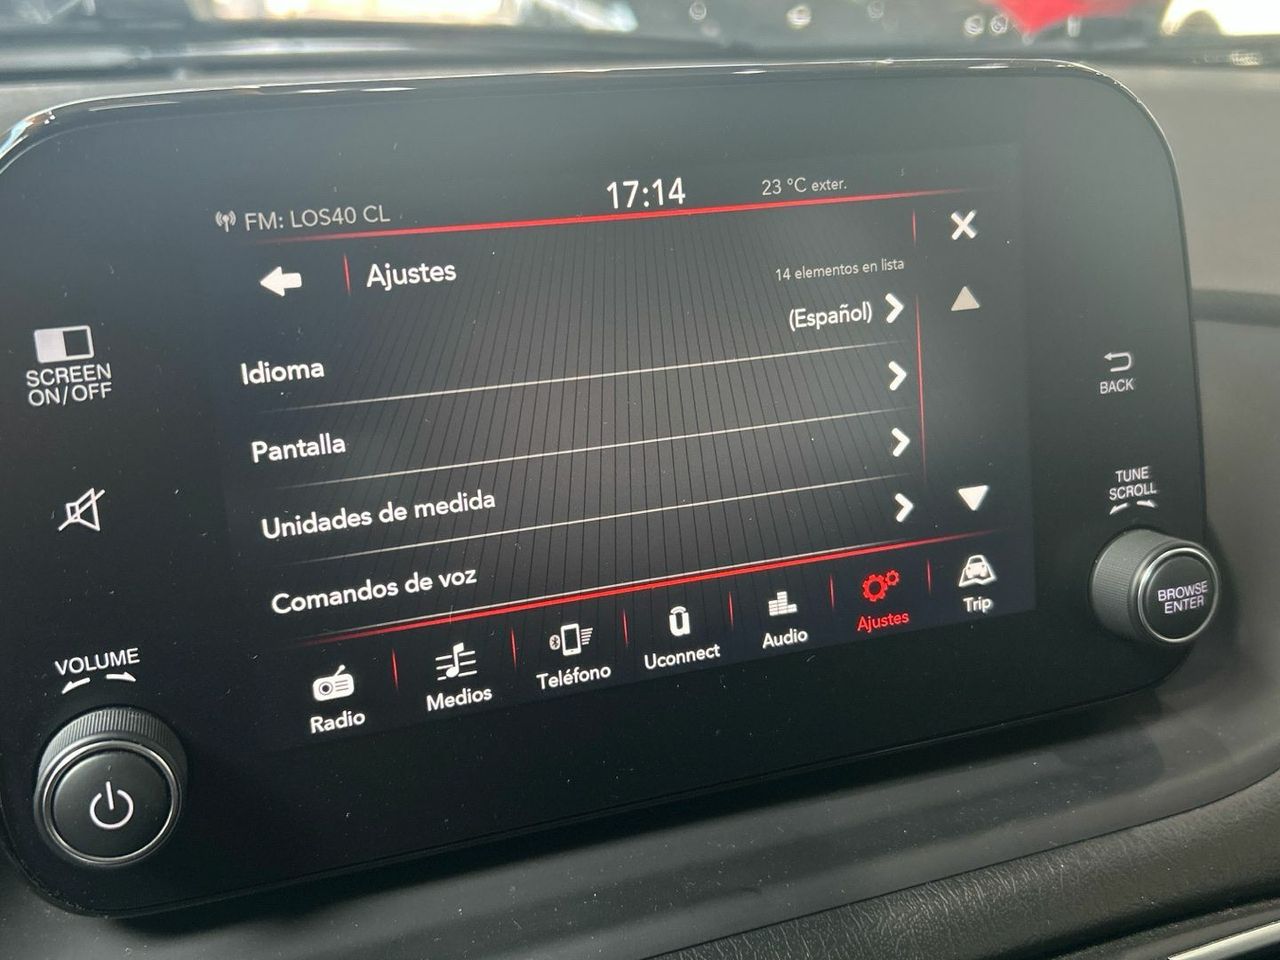 FM: LOS40 CL
17:14
23 °C exter.
Ajustes
14 elementos en lista
Idioma
(Español)
Pantalla
Unidades de medida
Comandos de voz
Radio
Medios
Teléfono
Uconnect
Audio
Ajustes
Trip
SCREEN
ON/OFF
VOLUME
BACK
TUNE
SCROLL
BROWSE
ENTER